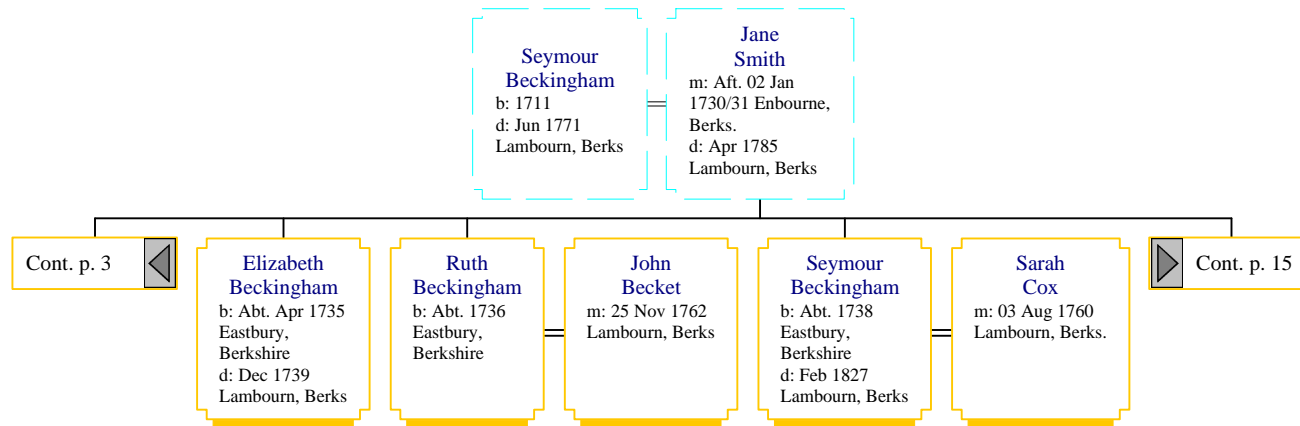 Seymour
Beckingham
b: 1711
d: Jun 1771
Lambourn, Berks
Jane
Smith
m: Aft. 02 Jan
1730/31 Enbourne,
Berks.
d: Apr 1785
Lambourn, Berks
Cont. p. 3
Elizabeth
Beckingham
b: Abt. Apr 1735
Eastbury,
Berkshire
d: Dec 1739
Lambourn, Berks
Ruth
Beckingham
b: Abt. 1736
Eastbury,
Berkshire
John
Becket
m: 25 Nov 1762
Lambourn, Berks
Seymour
Beckingham
b: Abt. 1738
Eastbury,
Berkshire
d: Feb 1827
Lambourn, Berks
Sarah
Cox
m: 03 Aug 1760
Lambourn, Berks.
Cont. p. 15